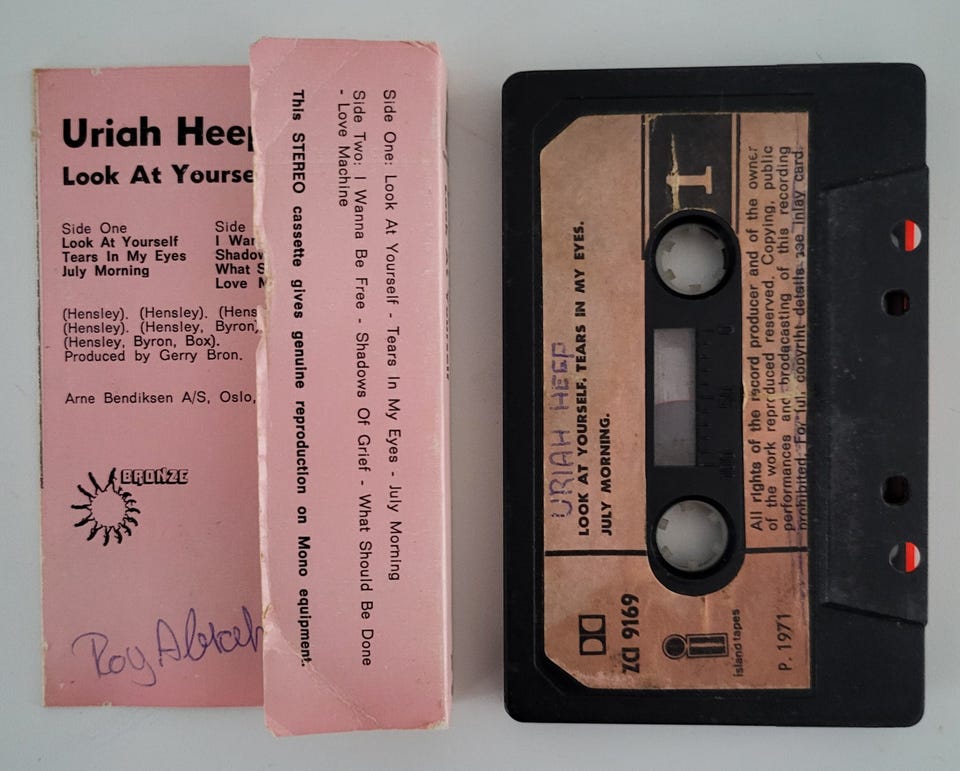 Uriah Heep
Look At Yourse
Side One
Look At Yourself
Tears In My Eyes
July Morning
Side
I Wan
Shadow
What S
Love M
(Hensley). (Hensley). (Hens
(Hensley). (Hensley, Byron)
(Hensley, Byron, Box).
Produced by Gerry Bron.
Arne Bendiksen A/S, Oslo,
BRONZE
Roy
Side One: Look At Yourself - Tears In My Eyes - July Morning
Side Two: I Wanna Be Free - Shadows Of Grief - What Should Be Done
- Love Machine
This STEREO cassette gives genuine reproduction on Mono equipment.
I
URIAH HEEP
LOOK AT YOURSELF. TEARS IN MY EYES.
JULY MORNING.
All rights of the record producer and of the owner
of the work reproduced reserved. Copying, public
performances and brodacasting of this recording
prohibited. For full copyriht details see inlay card.
ZCI 9169
island tapes
P. 1971